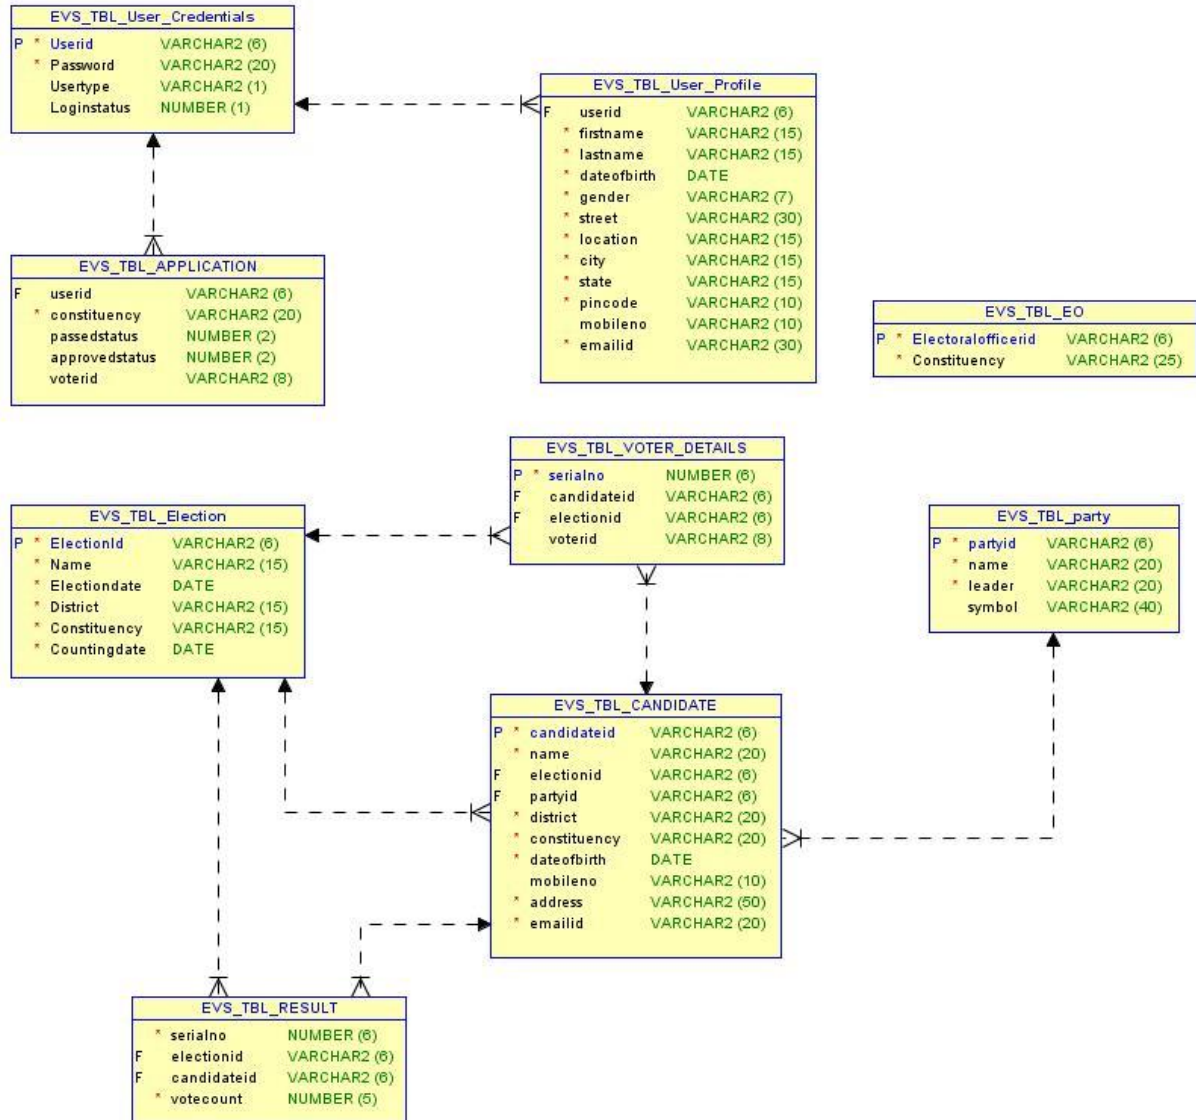 EVS_TBL_User_Credentials
P * Userid VARCHAR2 (6)
* Password VARCHAR2 (20)
Usertype VARCHAR2 (1)
Loginstatus NUMBER (1)
EVS_TBL_User_Profile
F userid VARCHAR2 (6)
* firstname VARCHAR2 (15)
* lastname VARCHAR2 (15)
* dateofbirth DATE
* gender VARCHAR2 (7)
* street VARCHAR2 (30)
* location VARCHAR2 (15)
* city VARCHAR2 (15)
* state VARCHAR2 (15)
* pincode VARCHAR2 (10)
mobileno VARCHAR2 (10)
* emailid VARCHAR2 (30)
EVS_TBL_APPLICATION
F userid VARCHAR2 (6)
* constituency VARCHAR2 (20)
passedstatus NUMBER (2)
approvedstatus NUMBER (2)
voterid VARCHAR2 (8)
EVS_TBL_EO
P * Electoralofficerid VARCHAR2 (6)
* Constituency VARCHAR2 (25)
EVS_TBL_VOTER_DETAILS
P * serialno NUMBER (6)
F candidateid VARCHAR2 (6)
F electionid VARCHAR2 (6)
voterid VARCHAR2 (8)
EVS_TBL_Election
P * ElectionId VARCHAR2 (6)
* Name VARCHAR2 (15)
* Electiondate DATE
* District VARCHAR2 (15)
* Constituency VARCHAR2 (15)
* Countingdate DATE
EVS_TBL_party
P * partyid VARCHAR2 (6)
* name VARCHAR2 (20)
* leader VARCHAR2 (20)
symbol VARCHAR2 (40)
EVS_TBL_CANDIDATE
P * candidateid VARCHAR2 (6)
* name VARCHAR2 (20)
F electionid VARCHAR2 (6)
F partyid VARCHAR2 (6)
* district VARCHAR2 (20)
* constituency VARCHAR2 (20)
* dateofbirth DATE
mobileno VARCHAR2 (10)
* address VARCHAR2 (50)
* emailid VARCHAR2 (20)
EVS_TBL_RESULT
* serialno NUMBER (6)
F electionid VARCHAR2 (6)
F candidateid VARCHAR2 (6)
* votecount NUMBER (5)